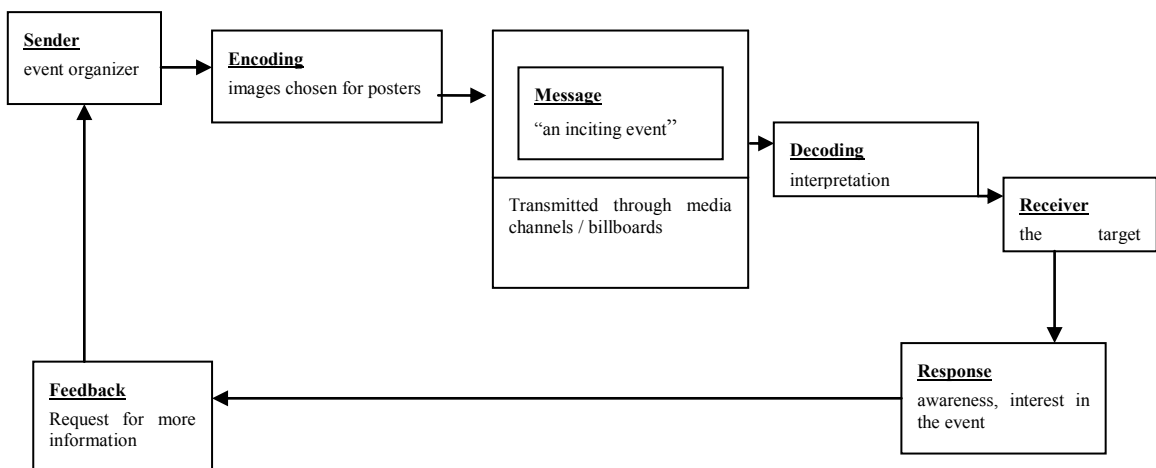 Sender
event organizer
Encoding
images chosen for posters
Message
“an inciting event”
Transmitted through media
channels / billboards
Decoding
interpretation
Receiver
the target
Response
awareness, interest in
the event
Feedback
Request for more
information